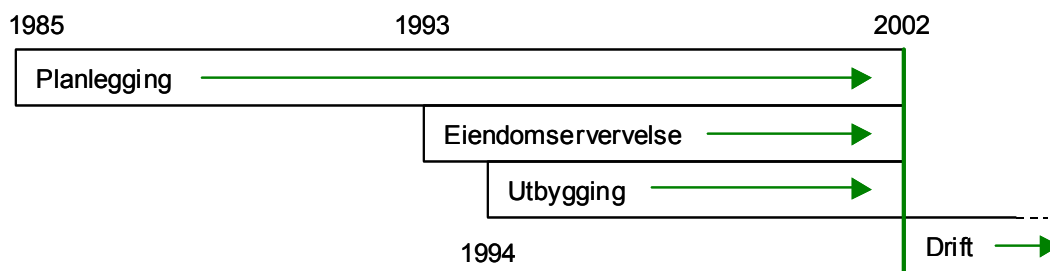 1985 1993 2002
Planlegging
Eiendomservervelse
Utbygging
1994
Drift